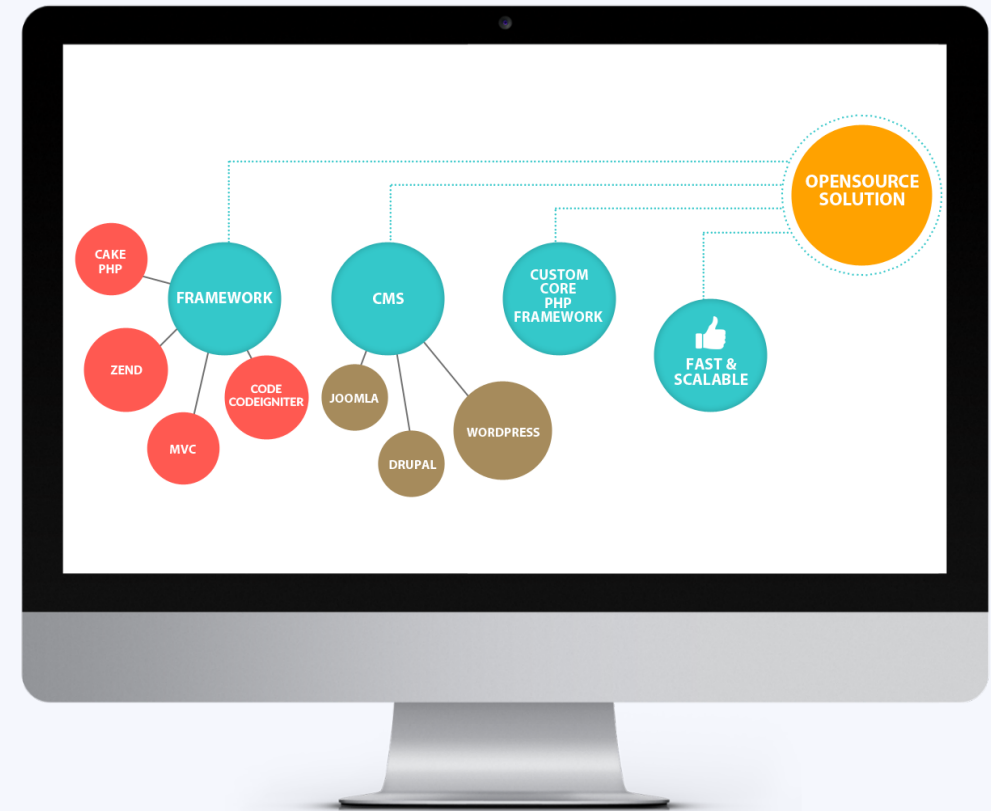 OPENSOURCE
SOLUTION
CAKE
PHP
FRAMEWORK
CMS
CUSTOM
CORE
PHP
FRAMEWORK
FAST &
SCALABLE
ZEND
CODE
CODEIGNITER
MVC
JOOMLA
DRUPAL
WORDPRESS